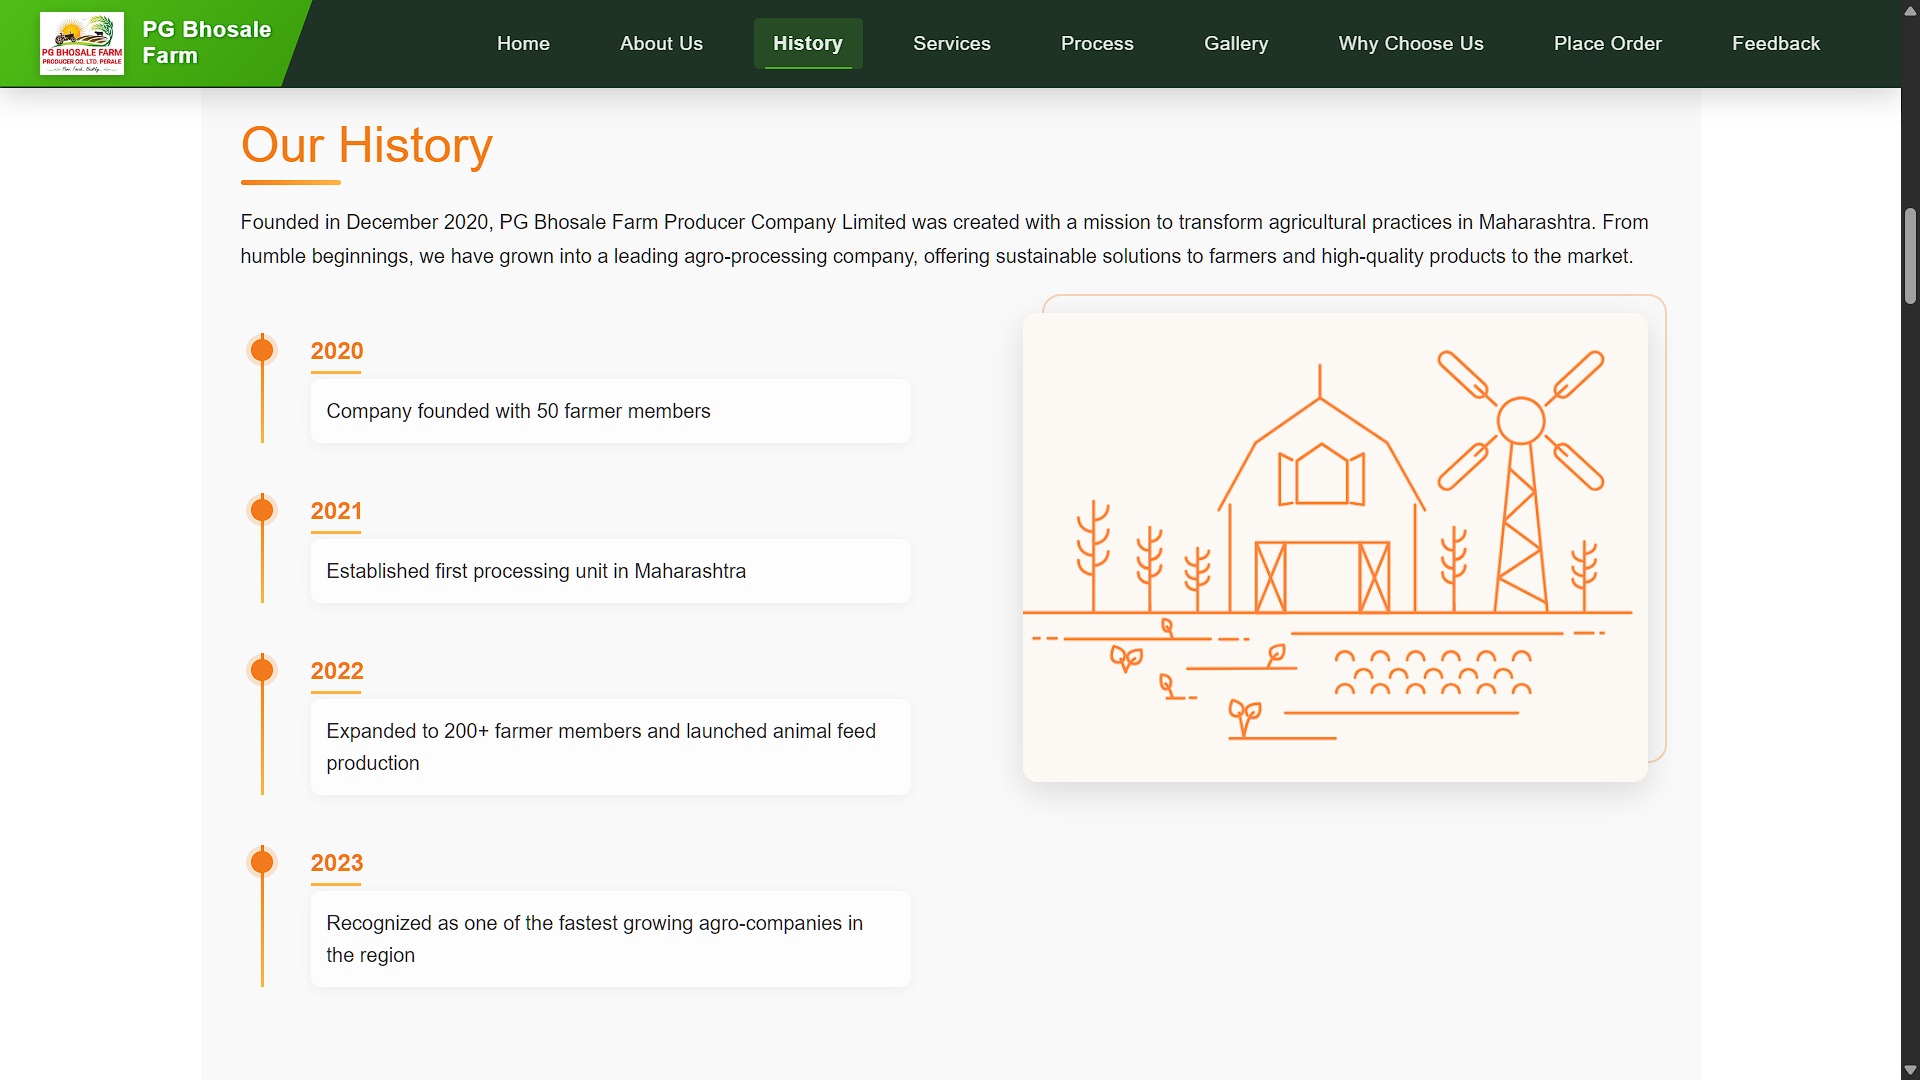 PG BHOSALE FARM
PRODUCER CO. LTD. PERALE
PG Bhosale
Farm
Home
About Us
History
Services
Process
Gallery
Why Choose Us
Place Order
Feedback
Our History
Founded in December 2020, PG Bhosale Farm Producer Company Limited was created with a mission to transform agricultural practices in Maharashtra. From
humble beginnings, we have grown into a leading agro-processing company, offering sustainable solutions to farmers and high-quality products to the market.
2020
Company founded with 50 farmer members
2021
Established first processing unit in Maharashtra
2022
Expanded to 200+ farmer members and launched animal feed
production
2023
Recognized as one of the fastest growing agro-companies in
the region